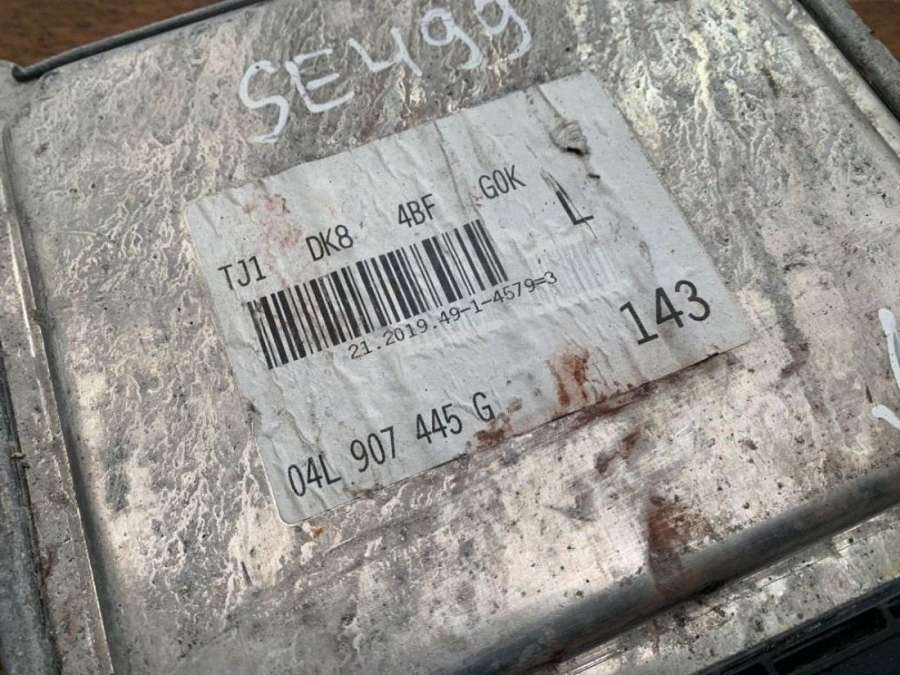 SE499
TJ1 DK8 4BF G0K
L
21.2019.49-1-4579=3
143
04L 907 445 G